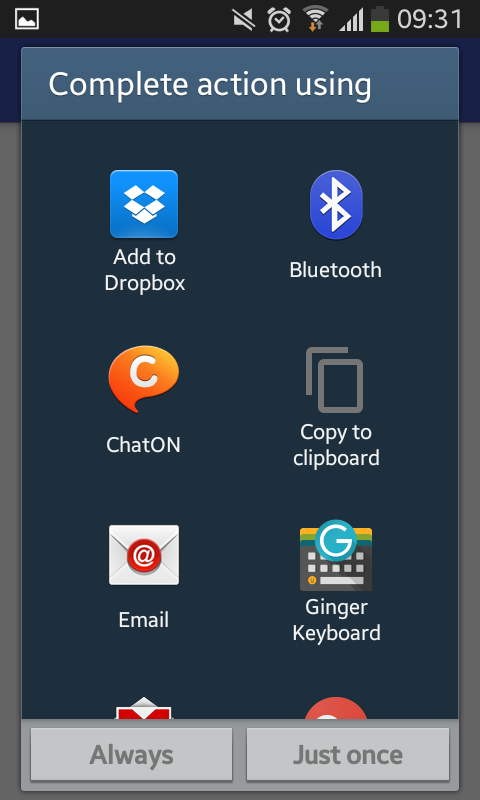 09:31
Complete action using
Add to
Dropbox
Bluetooth
C
ChatON
Copy to
clipboard
@
Email
G
Ginger
Keyboard
Always
Just once